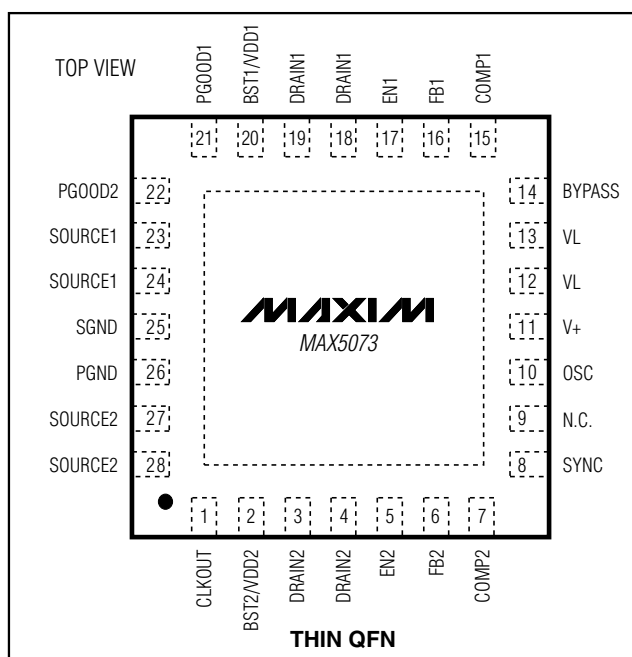 TOP VIEW
PGOOD1
BST1/VDD1
DRAIN1
DRAIN1
EN1
FB1
COMP1
21 20 19 18 17 16 15
PGOOD2 22 14 BYPASS
SOURCE1 23 13 VL
SOURCE1 24 12 VL
SGND 25 11 V+
PGND 26 10 OSC
SOURCE2 27 9 N.C.
SOURCE2 28 8 SYNC
MAXIM
MAX5073
1 2 3 4 5 6 7
CLKOUT
BST2/VDD2
DRAIN2
DRAIN2
EN2
FB2
COMP2
THIN QFN